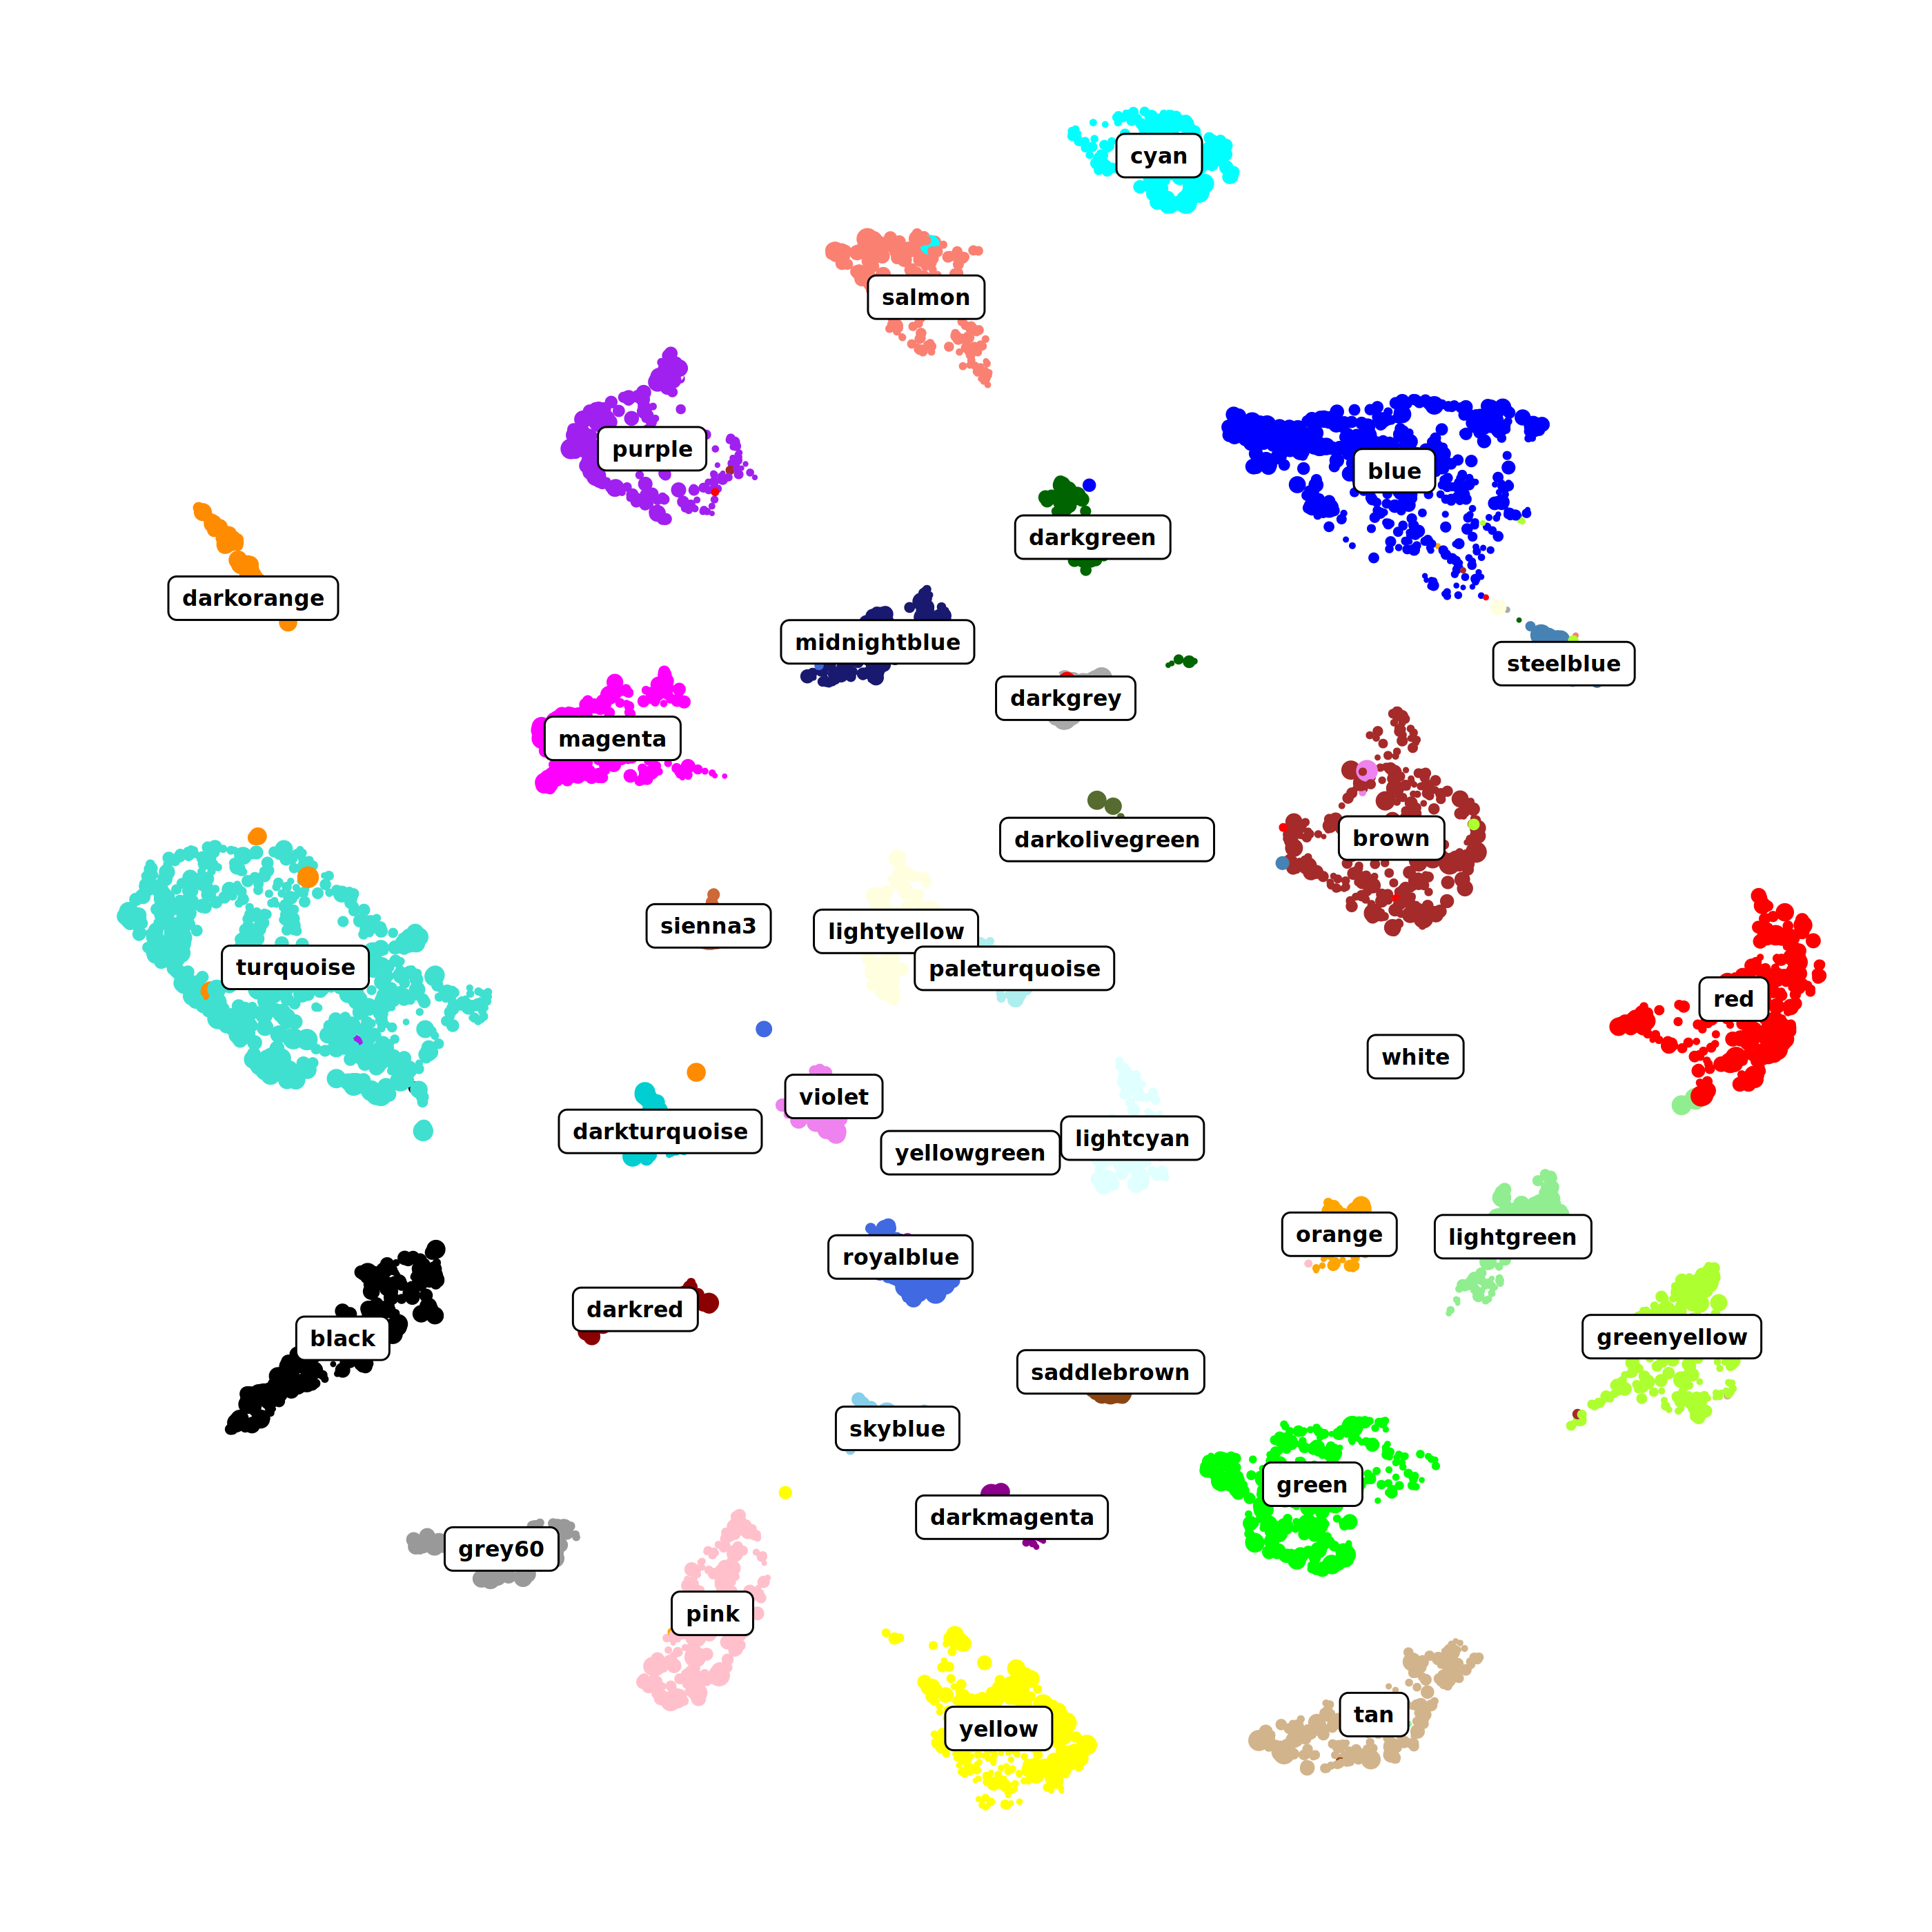 cyan
salmon
purple
blue
darkgreen
darkorange
midnightblue
steelblue
darkgrey
magenta
brown
darkolivegreen
sienna3
lightyellow
turquoise
paleturquoise
red
white
violet
darkturquoise
lightcyan
yellowgreen
orange
lightgreen
royalblue
darkred
greenyellow
black
saddlebrown
skyblue
green
darkmagenta
grey60
pink
tan
yellow